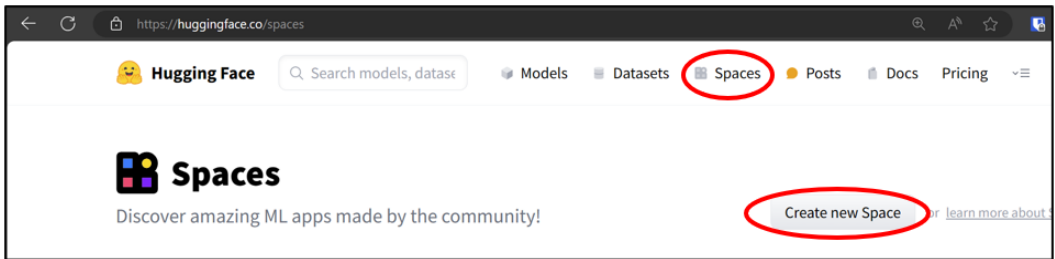 https://huggingface.co/spaces
Hugging Face Search models, datase Models Datasets Spaces Posts Docs Pricing
Spaces
Discover amazing ML apps made by the community!
Create new Space or learn more about S